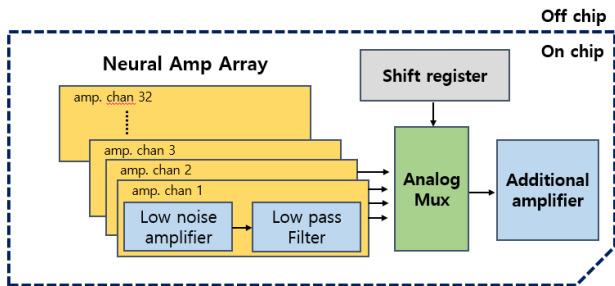 Off chip
On chip
Neural Amp Array
Shift register
amp. chan 32
amp. chan 3
amp. chan 2
amp. chan 1
Low noise
amplifier
Low pass
Filter
Analog
Mux
Additional
amplifier